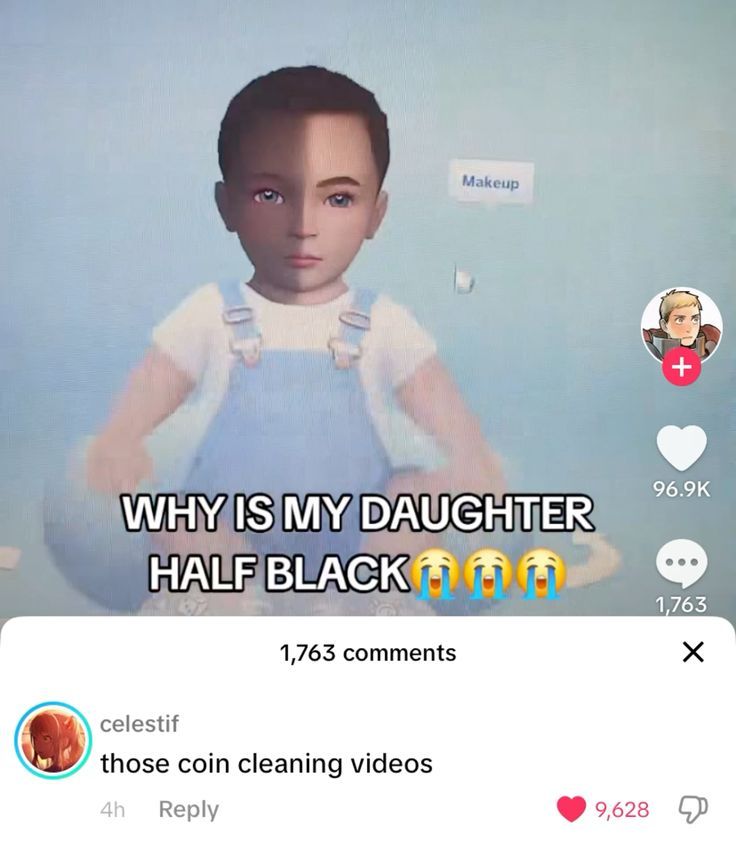 Makeup
WHY IS MY DAUGHTER
HALF BLACK😭😭😭
96.9K
1,763
1,763 comments
celestif
those coin cleaning videos
4h Reply 9,628